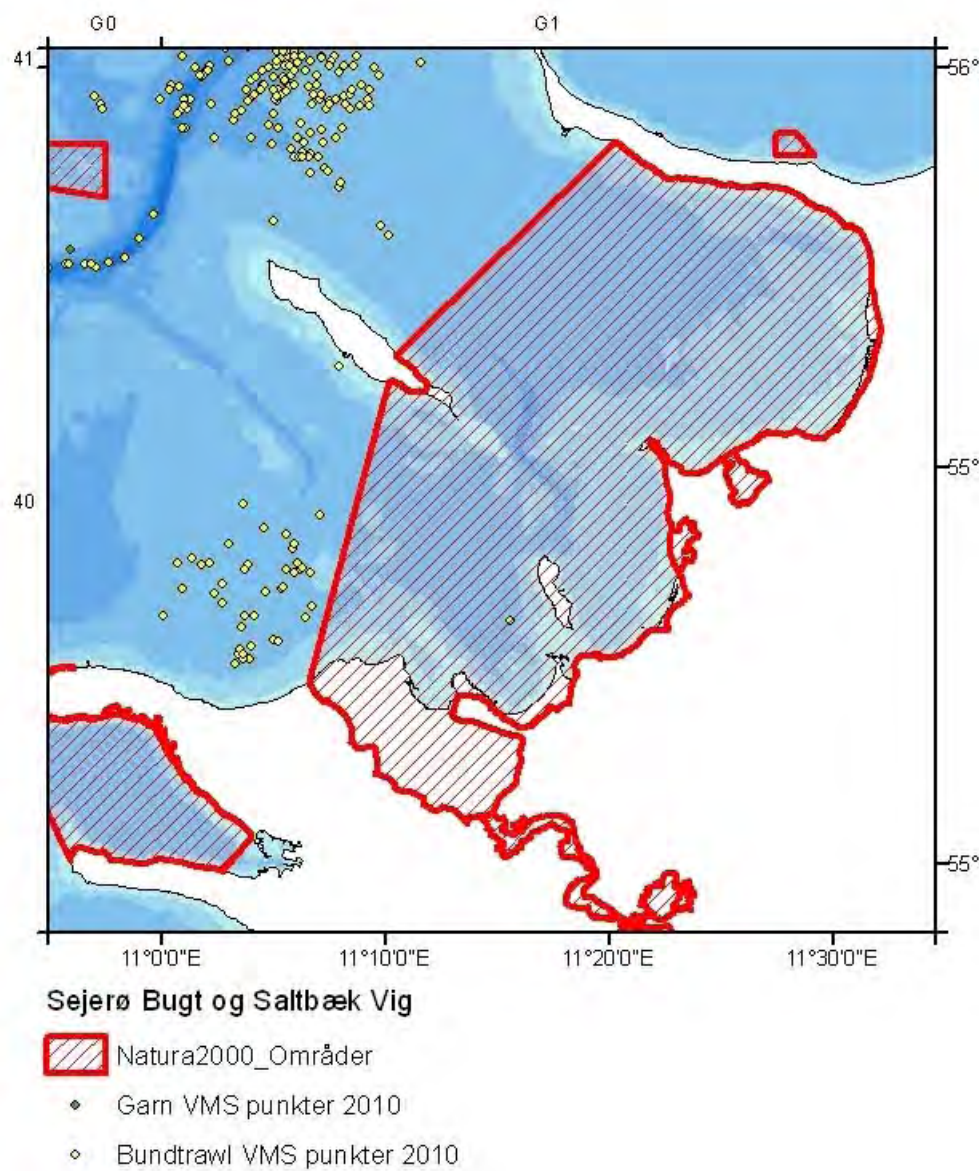 G0 G1
41 56°
40 55°
55°
11°0'0"E 11°10'0"E 11°20'0"E 11°30'0"E
Sejerø Bugt og Saltbæk Vig
Natura2000_Områder
Garn VMS punkter 2010
Bundtrawl VMS punkter 2010